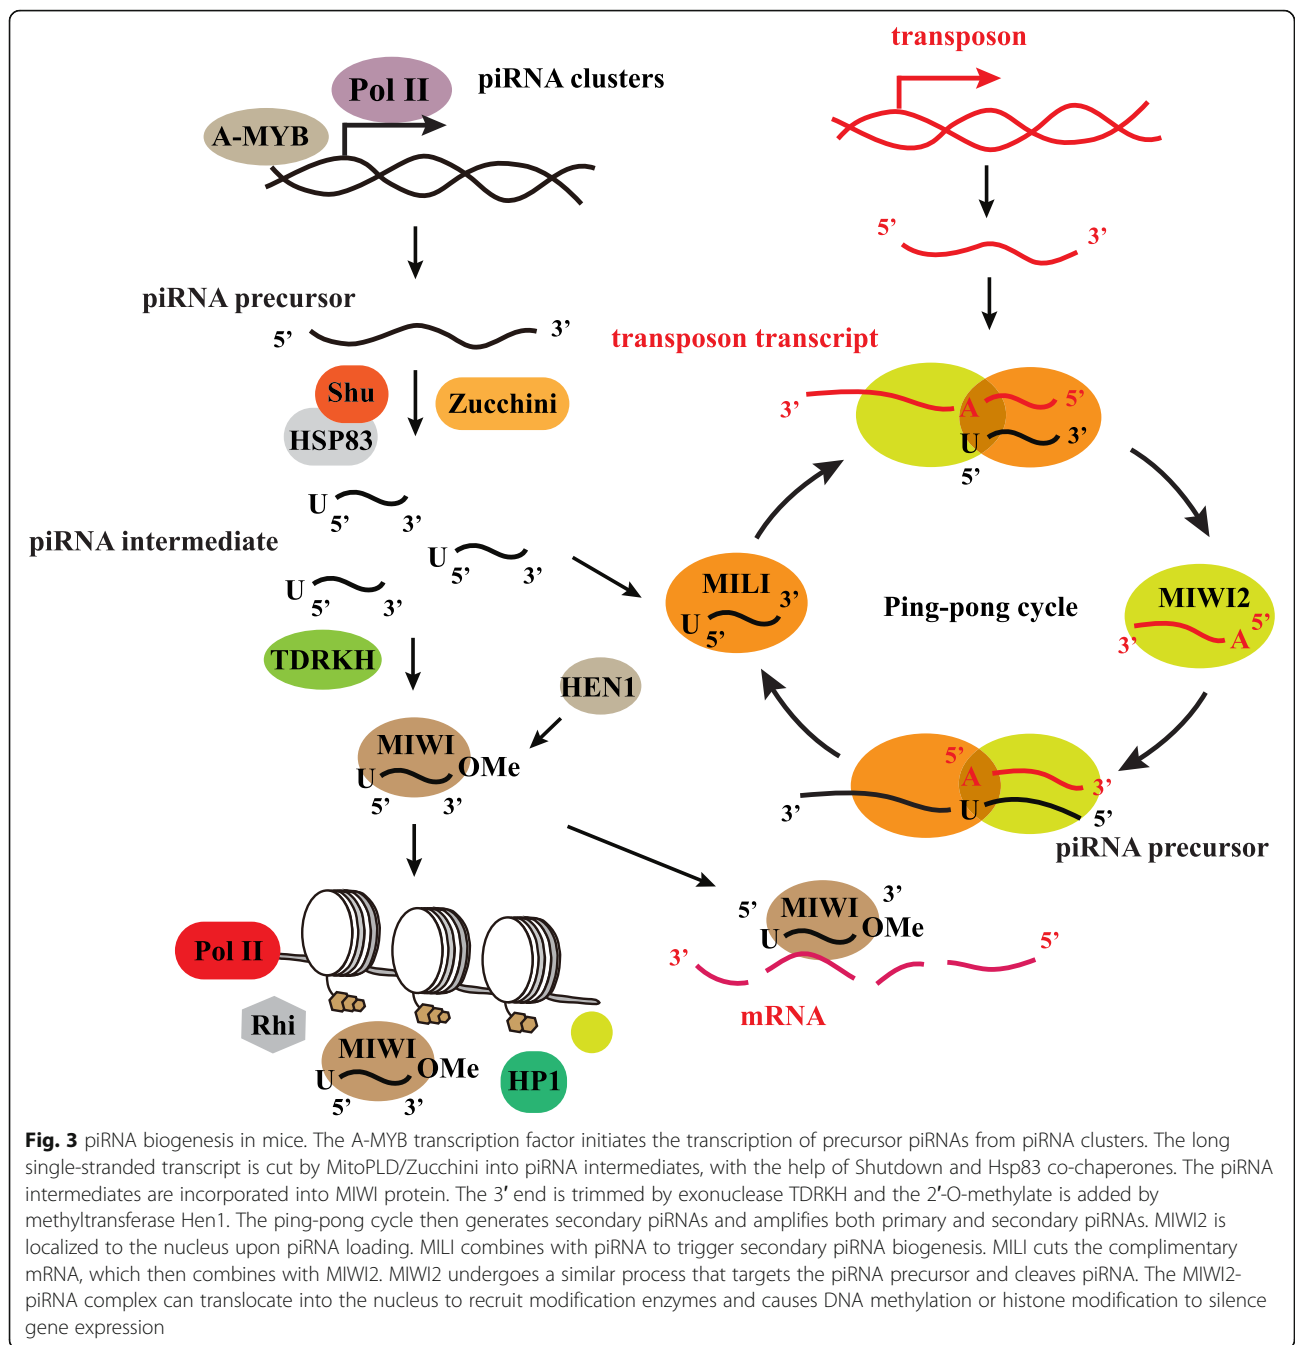 transposon
Pol II
piRNA clusters
A-MYB
5’
3’
piRNA precursor
5’
3’
transposon transcript
Shu
Zucchini
HSP83
3’
A
5’
U
3’
5’
U
5’
3’
piRNA intermediate
U
5’
3’
U
5’
3’
MILI
3’
U
5’
Ping-pong cycle
MIWI2
5’
3’
A
TDRKH
HEN1
MIWI
OMe
U
5’
3’
5’
A
3’
3’
U
5’
piRNA precursor
5’
MIWI
3’
U
OMe
3’
5’
mRNA
Pol II
Rhi
MIWI
OMe
U
5’
3’
HP1
Fig. 3 piRNA biogenesis in mice. The A-MYB transcription factor initiates the transcription of precursor piRNAs from piRNA clusters. The long
single-stranded transcript is cut by MitoPLD/Zucchini into piRNA intermediates, with the help of Shutdown and Hsp83 co-chaperones. The piRNA
intermediates are incorporated into MIWI protein. The 3′ end is trimmed by exonuclease TDRKH and the 2′-O-methylate is added by
methyltransferase Hen1. The ping-pong cycle then generates secondary piRNAs and amplifies both primary and secondary piRNAs. MIWI2 is
localized to the nucleus upon piRNA loading. MILI combines with piRNA to trigger secondary piRNA biogenesis. MILI cuts the complimentary
mRNA, which then combines with MIWI2. MIWI2 undergoes a similar process that targets the piRNA precursor and cleaves piRNA. The MIWI2-
piRNA complex can translocate into the nucleus to recruit modification enzymes and causes DNA methylation or histone modification to silence
gene expression